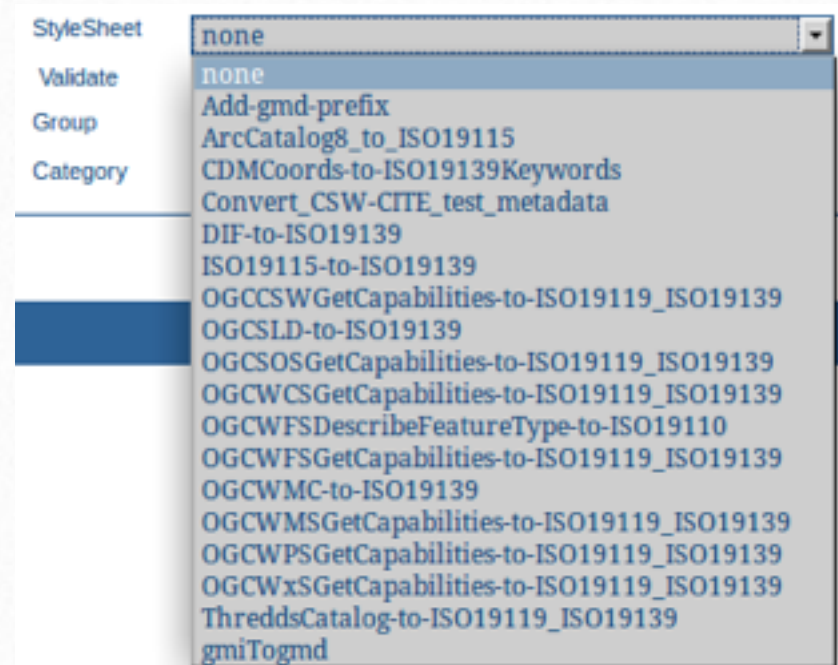 StyleSheet none
Validate
Group
Category
none
Add-gmd-prefix
ArcCatalog8_to_ISO19115
CDMCoords-to-ISO19139Keywords
Convert_CSW-CITE_test_metadata
DIF-to-ISO19139
ISO19115-to-ISO19139
OGCCSWGetCapabilities-to-ISO19119_ISO19139
OGCSLD-to-ISO19139
OGCSOSGetCapabilities-to-ISO19119_ISO19139
OGCWCSGetCapabilities-to-ISO19119_ISO19139
OGCWFSDescribeFeatureType-to-ISO19110
OGCWFSGetCapabilities-to-ISO19119_ISO19139
OGCWMC-to-ISO19139
OGCWMSGetCapabilities-to-ISO19119_ISO19139
OGCWPSGetCapabilities-to-ISO19119_ISO19139
OGCWxSGetCapabilities-to-ISO19119_ISO19139
ThreddsCatalog-to-ISO19119_ISO19139
gmiTogmd